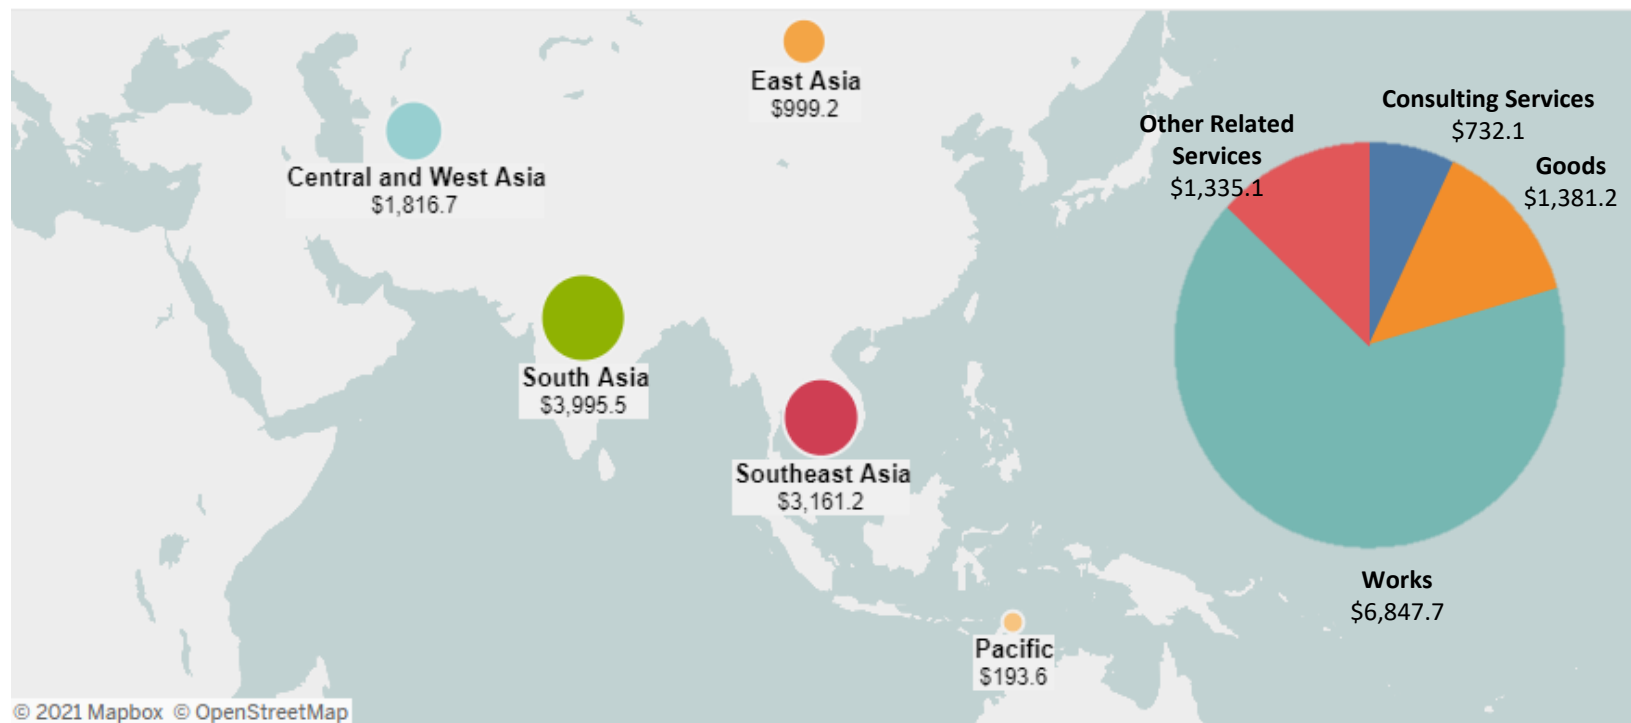 East Asia
$999.2
Central and West Asia
$1,816.7
South Asia
$3,995.5
Southeast Asia
$3,161.2
Pacific
$193.6
Consulting Services
$732.1
Other Related
Services
$1,335.1
Goods
$1,381.2
Works
$6,847.7
© 2021 Mapbox © OpenStreetMap